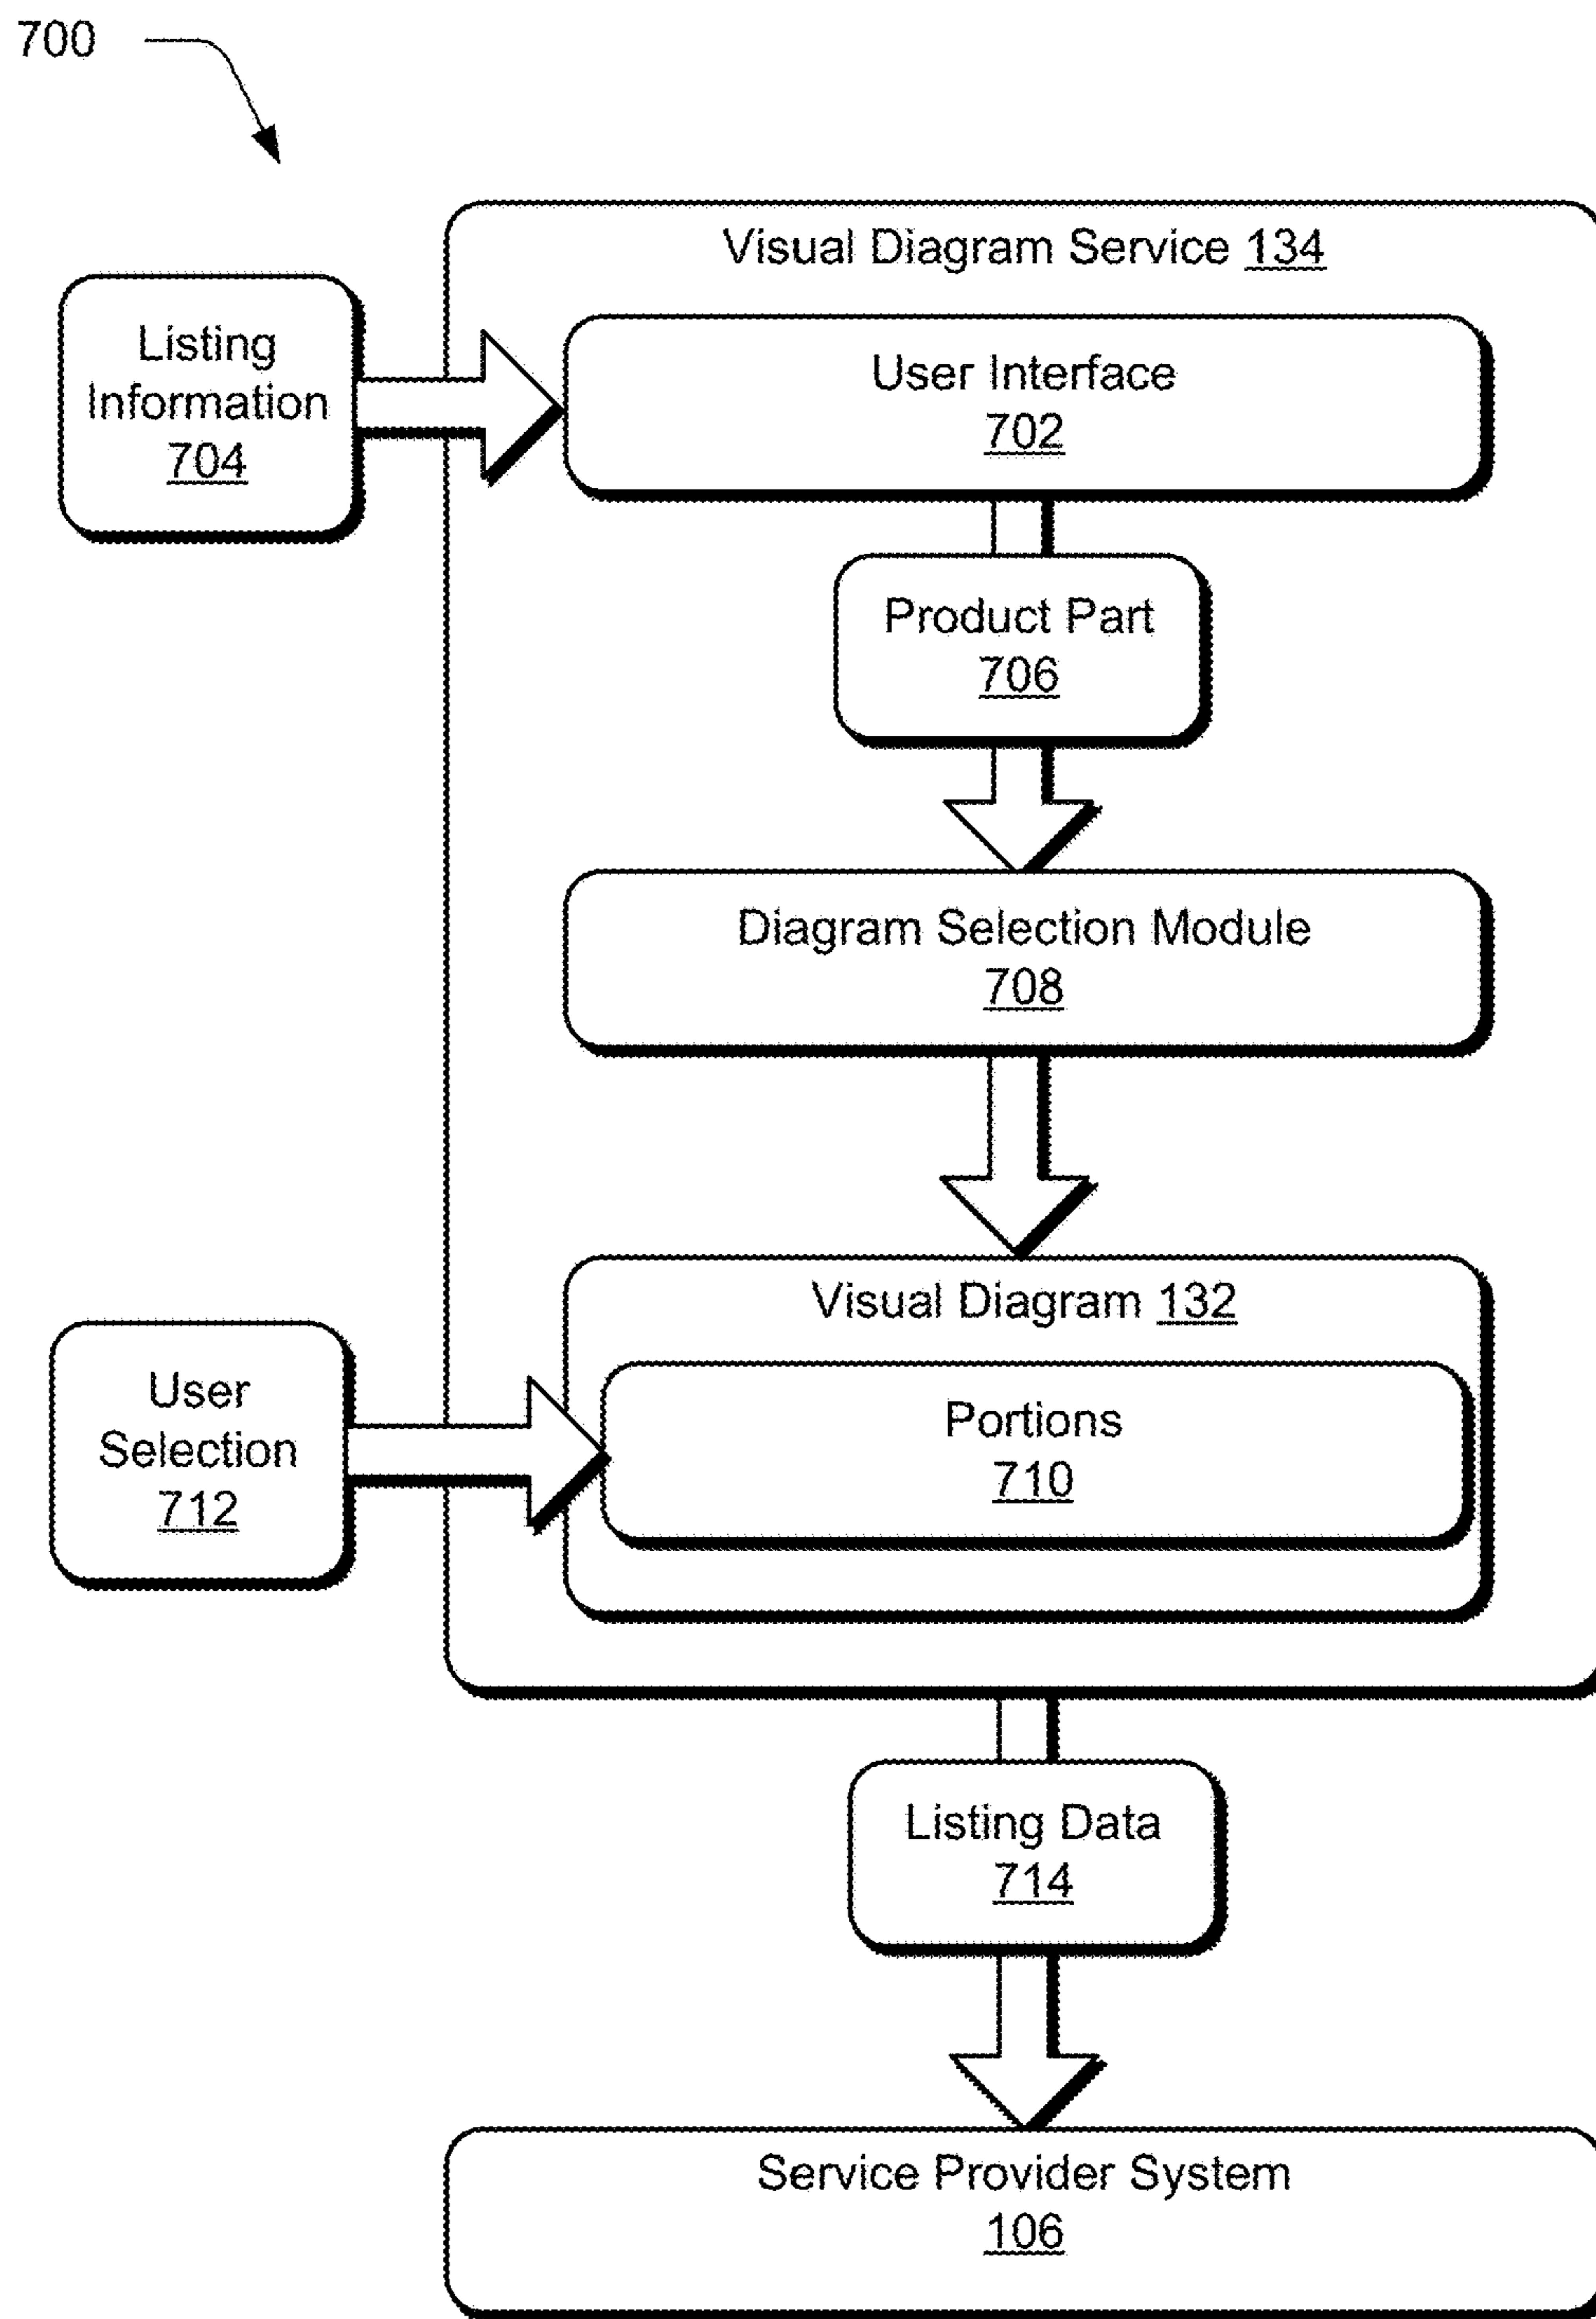 700
Visual Diagram Service 134
Listing
Information
704
User Interface
702
Product Part
706
Diagram Selection Module
708
Visual Diagram 132
User
Selection
712
Portions
710
Listing Data
714
Service Provider System
106